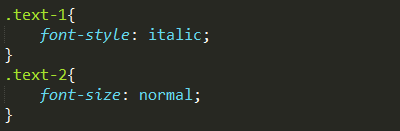 .text-1{
    font-style: italic;
}
.text-2{
    font-size: normal;
}